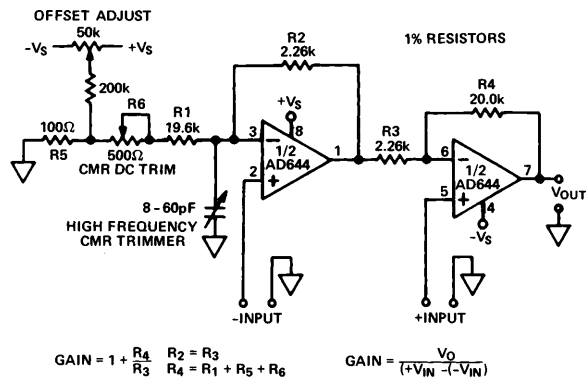 OFFSET ADJUST
50k
–VS
+VS
200k
R6
R1
19.6k
100Ω
R5
500Ω
CMR DC TRIM
8 – 60pF
HIGH FREQUENCY
CMR TRIMMER
R2
2.26k
+VS
8
3
–
1/2
AD644
2
+
1
R3
2.26k
1% RESISTORS
R4
20.0k
6
–
1/2
AD644
5
+
7
4
–VS
VOUT
–INPUT
+INPUT
GAIN = 1 + R4/R3 R2 = R3
R4 = R1 + R5 + R6
GAIN = VO/(+VIN –(–VIN)